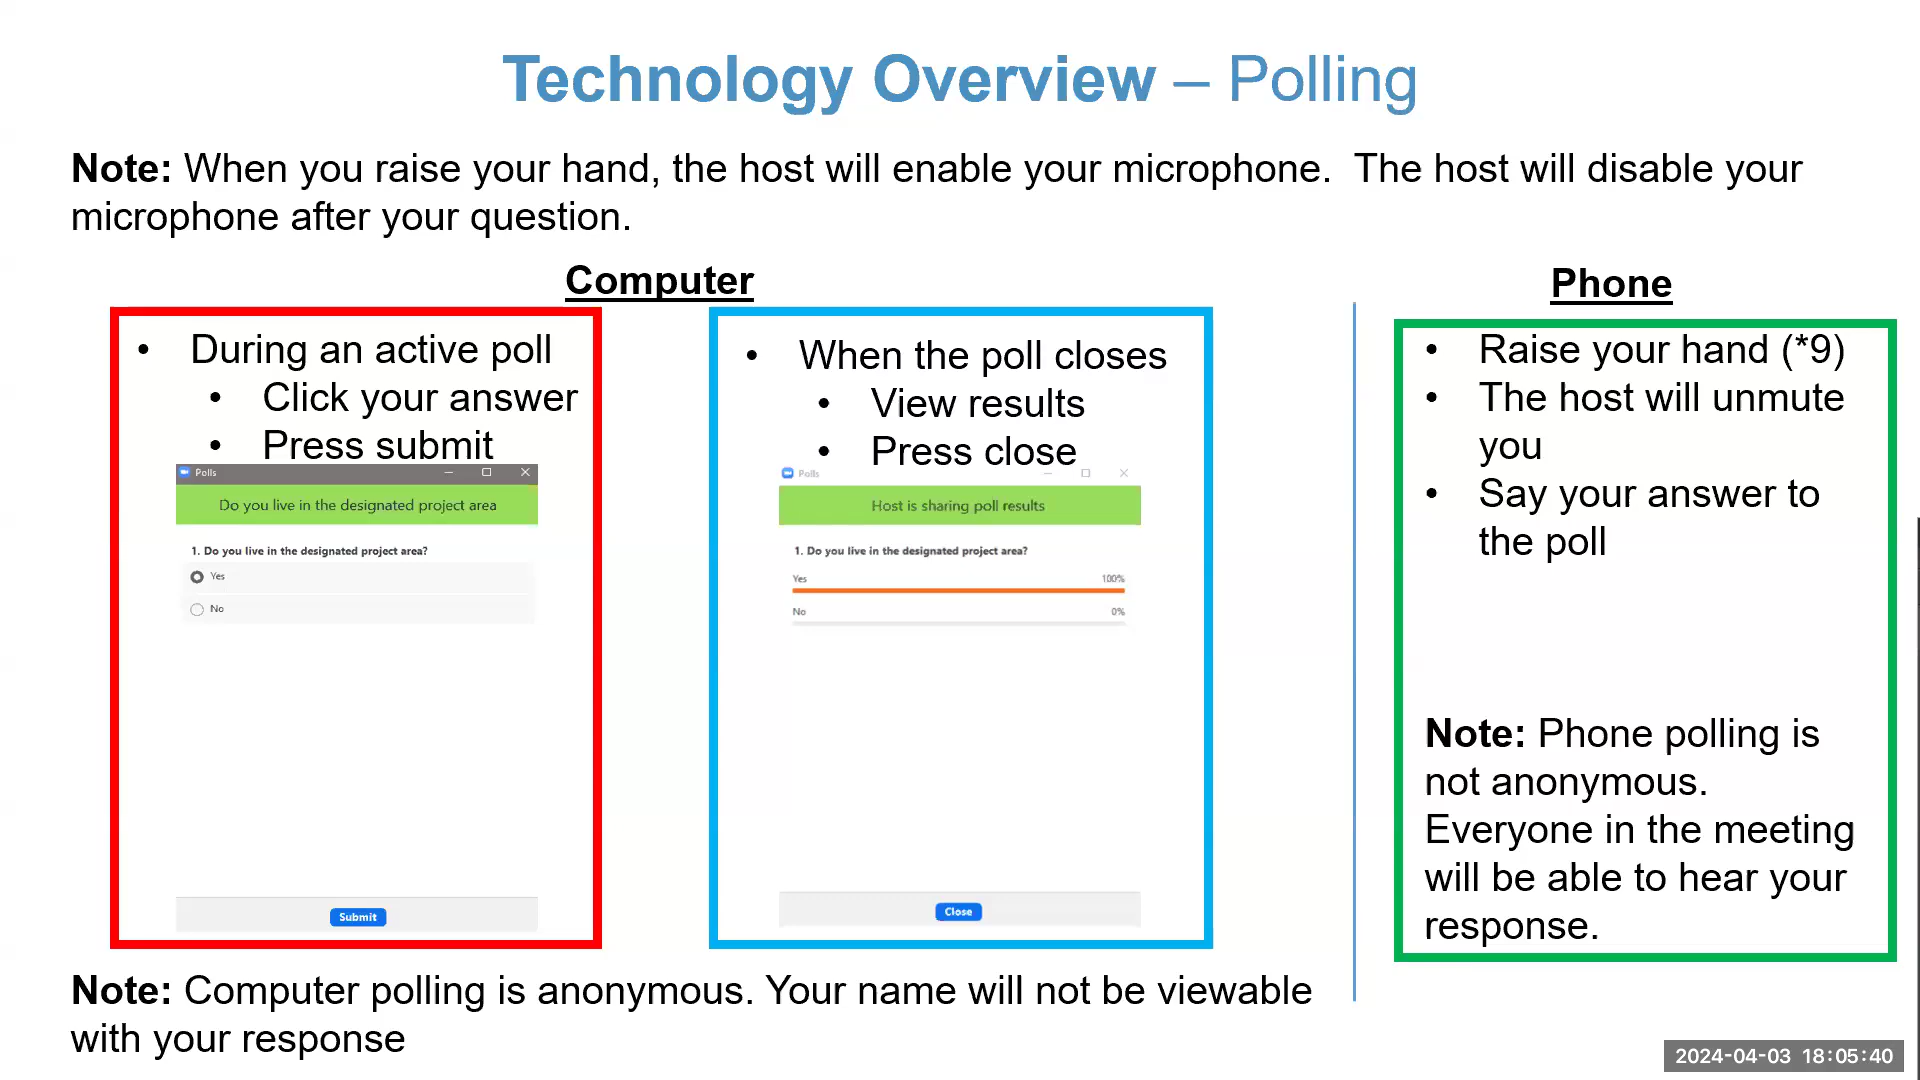 Technology Overview – Polling
Note: When you raise your hand, the host will enable your microphone.  The host will disable your
microphone after your question.
Computer
• During an active poll
• Click your answer
• Press submit
Polls
Do you live in the designated project area
1. Do you live in the designated project area?
Yes
No
Submit
• When the poll closes
• View results
• Press close
Polls
Host is sharing poll results
1. Do you live in the designated project area?
Yes 100%
No 0%
Close
Note: Computer polling is anonymous. Your name will not be viewable
with your response
Phone
• Raise your hand (*9)
• The host will unmute
you
• Say your answer to
the poll
Note: Phone polling is
not anonymous.
Everyone in the meeting
will be able to hear your
response.
2024-04-03 18:05:40